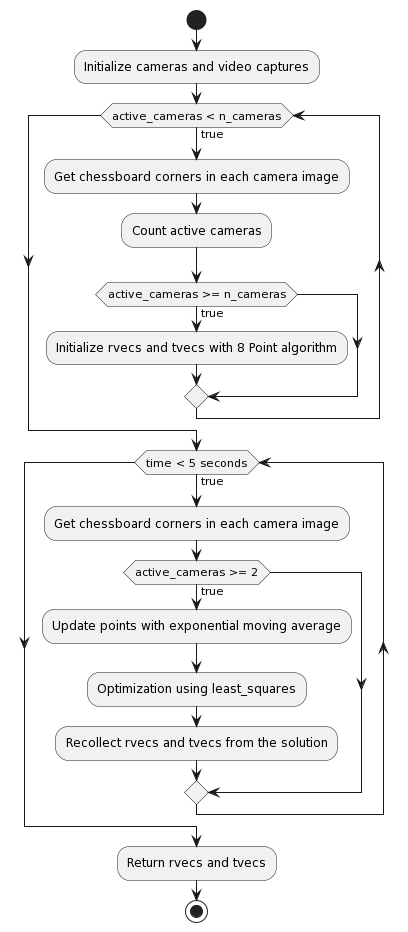 Initialize cameras and video captures
active_cameras < n_cameras
true
Get chessboard corners in each camera image
Count active cameras
active_cameras >= n_cameras
true
Initialize rvecs and tvecs with 8 Point algorithm
time < 5 seconds
true
Get chessboard corners in each camera image
active_cameras >= 2
true
Update points with exponential moving average
Optimization using least_squares
Recollect rvecs and tvecs from the solution
Return rvecs and tvecs